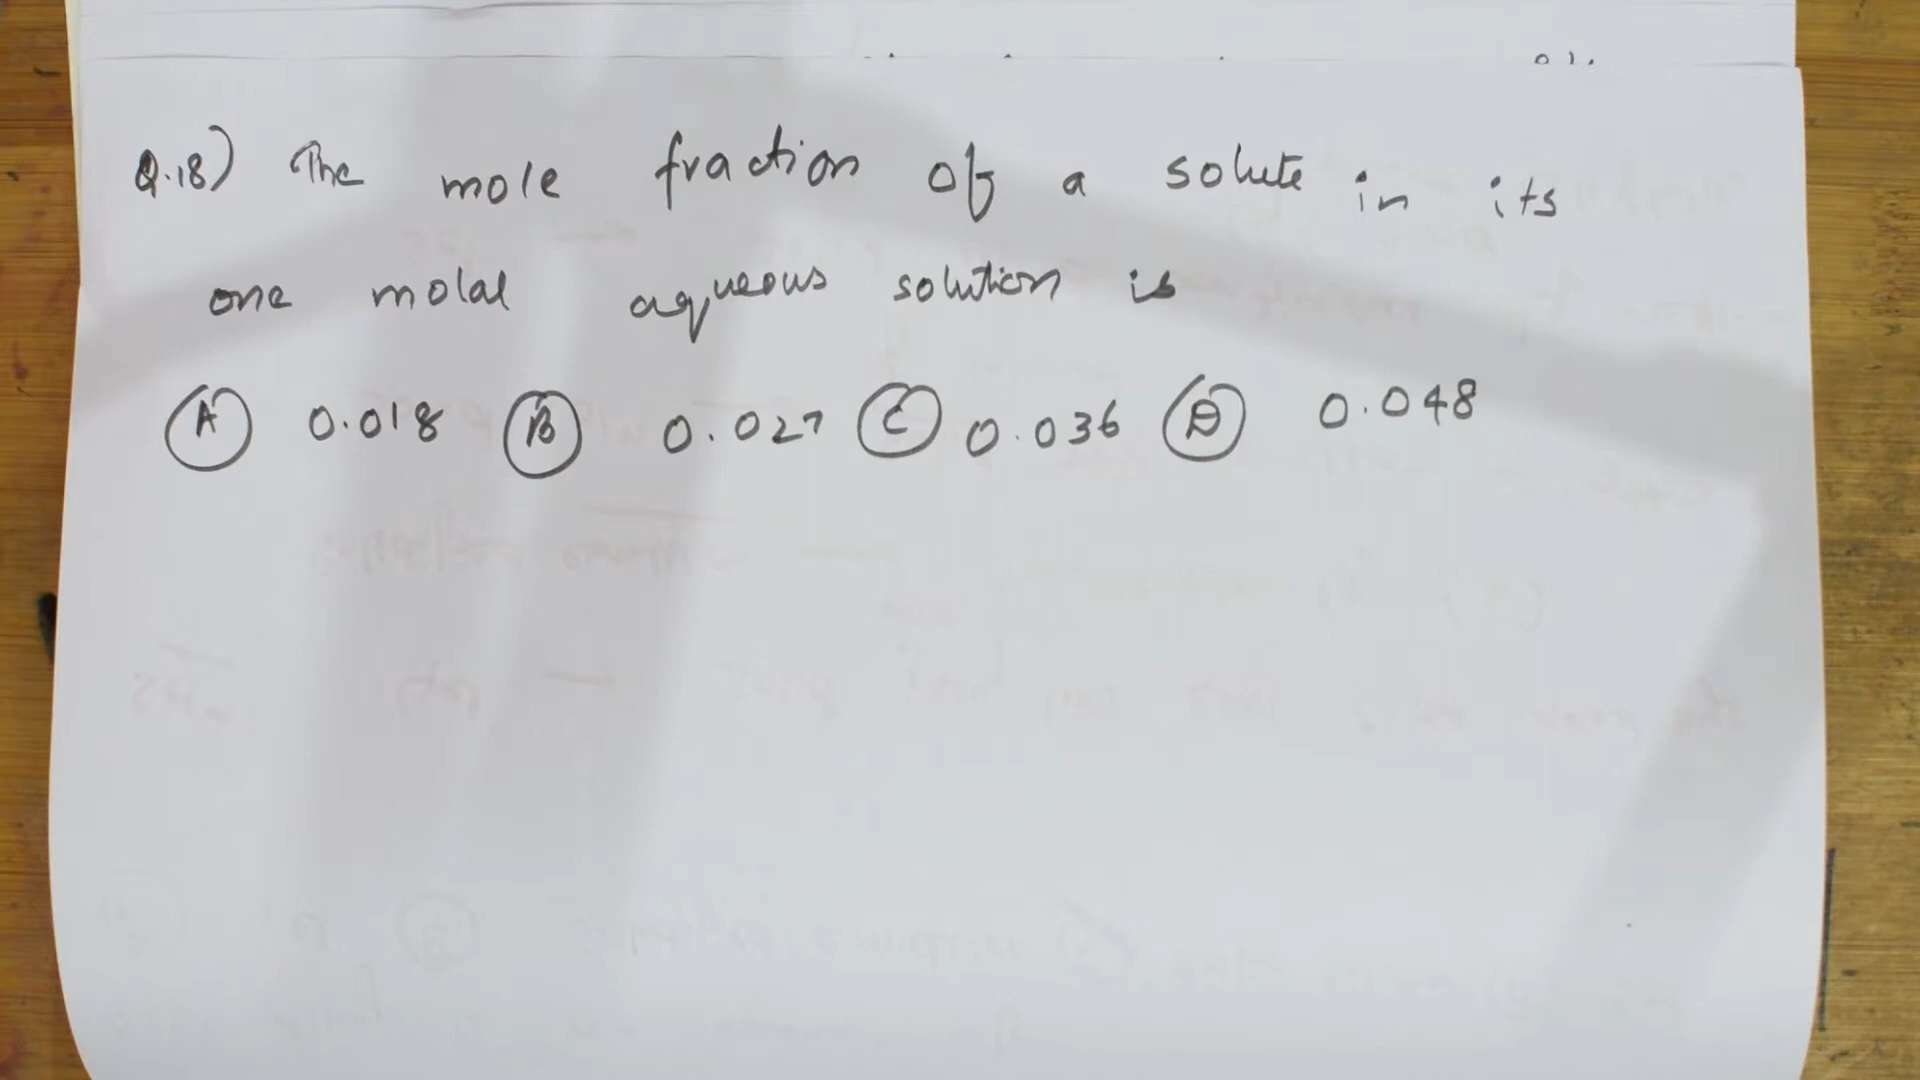 Q.18) The mole fraction of a solute in its
one molal aqueous solution is
(A) 0.018 (B) 0.027 (C) 0.036 (D) 0.048